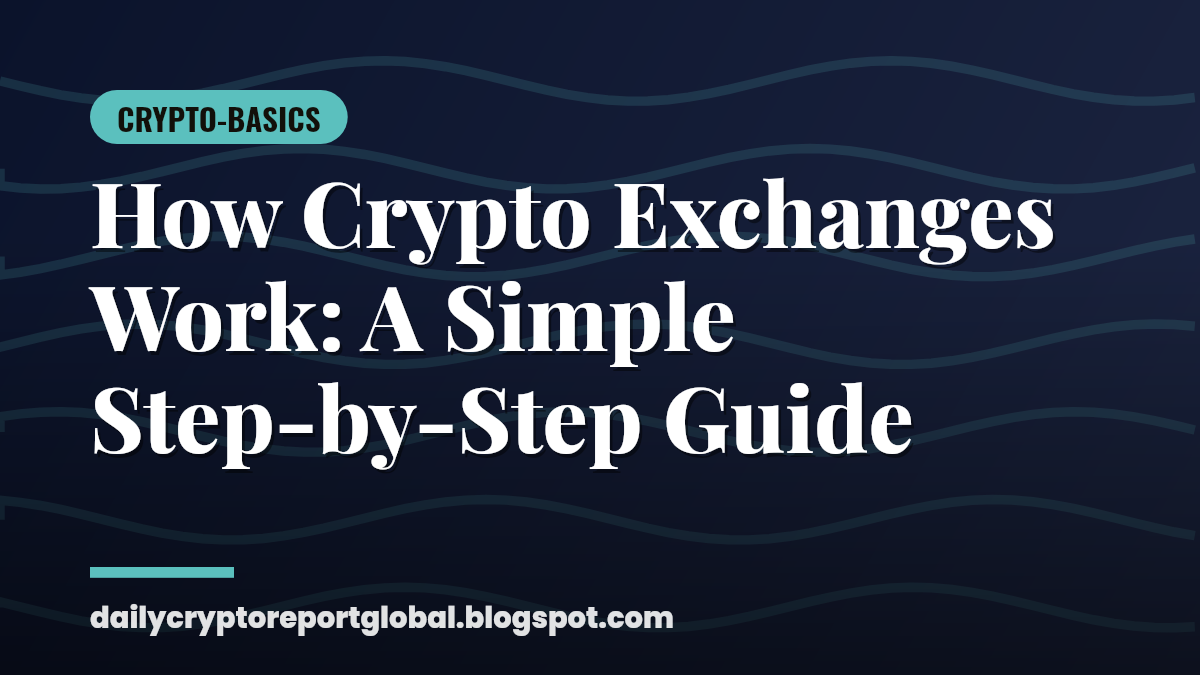 CRYPTO-BASICS
How Crypto Exchanges
Work: A Simple
Step-by-Step Guide
dailycryptoreportglobal.blogspot.com